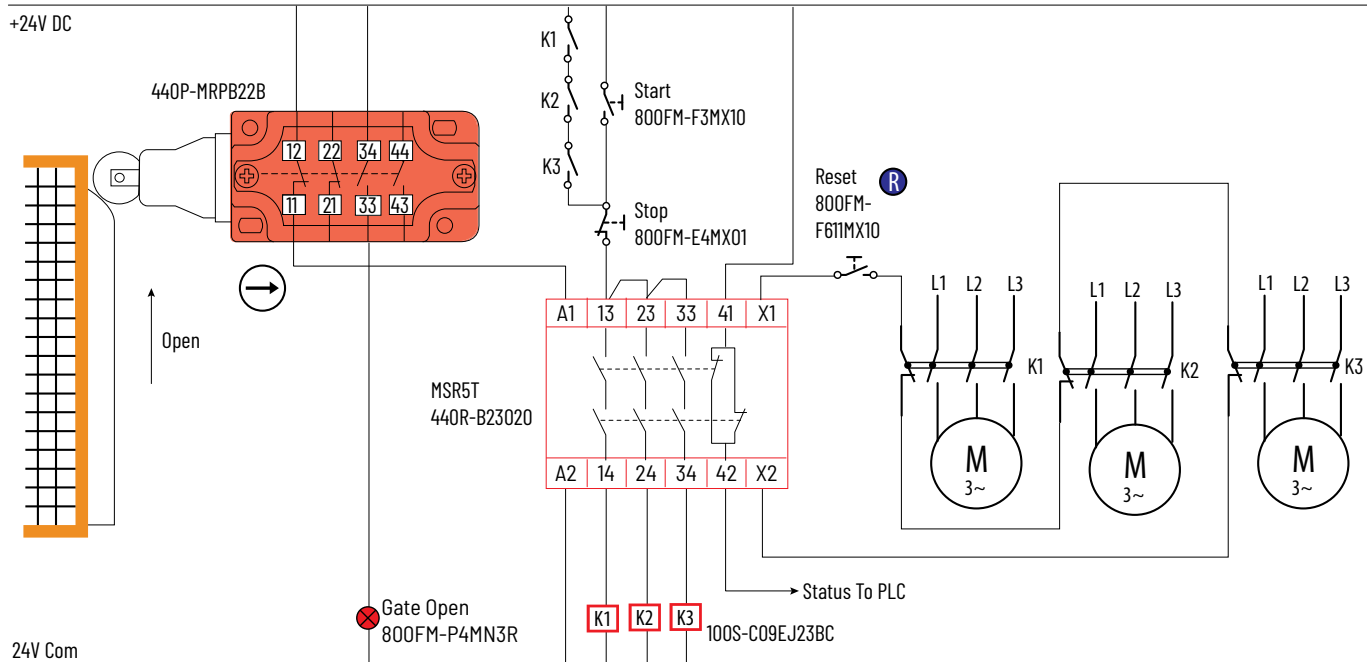 +24V DC
440P-MRPB22B
12 22 34 44
11 21 33 43
Open
K1
K2
K3
Start
800FM-F3MX10
Stop
800FM-E4MX01
Reset
800FM-
F611MX10
R
A1 13 23 33 41 X1
MSR5T
440R-B23020
A2 14 24 34 42 X2
L1 L2 L3
K1
M
3~
L1 L2 L3
K2
M
3~
L1 L2 L3
K3
M
3~
Status To PLC
Gate Open
800FM-P4MN3R
K1 K2 K3
100S-C09EJ23BC
24V Com